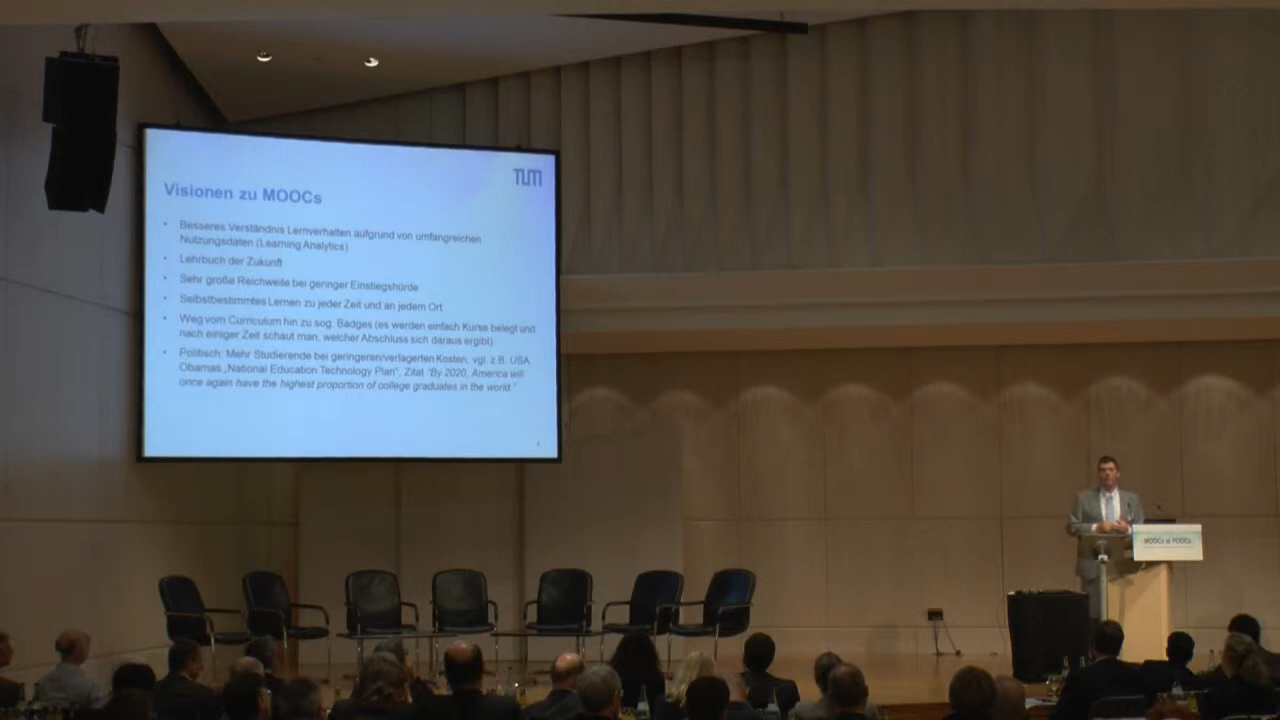 TUM
Visionen zu MOOCs
• Besseres Verständnis Lernverhalten aufgrund von umfangreichen
Nutzungsdaten (Learning Analytics)
• Lehrbuch der Zukunft
• Sehr große Reichweite bei geringer Einstiegshürde
• Selbstbestimmtes Lernen zu jeder Zeit und an jedem Ort
• Weg vom Curriculum hin zu sog. Badges (es werden einfach Kurse belegt und
nach einiger Zeit schaut man, welcher Abschluss sich daraus ergibt)
• Politisch: Mehr Studierende bei geringeren/verlagerten Kosten, vgl. z.B. USA,
Obamas „National Education Technology Plan“, Zitat “By 2020, America will
once again have the highest proportion of college graduates in the world.”
4
MOOCs or POOCs